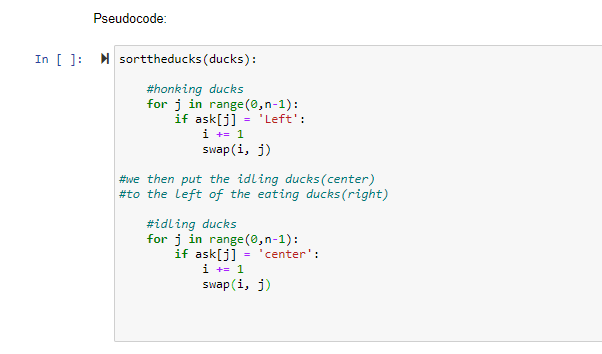 Pseudocode:
In [ ]:
sorttheducks(ducks):
#honking ducks
for j in range(0,n-1):
if ask[j] = 'Left':
i += 1
swap(i, j)
#we then put the idling ducks(center)
#to the left of the eating ducks(right)
#idling ducks
for j in range(0,n-1):
if ask[j] = 'center':
i += 1
swap(i, j)